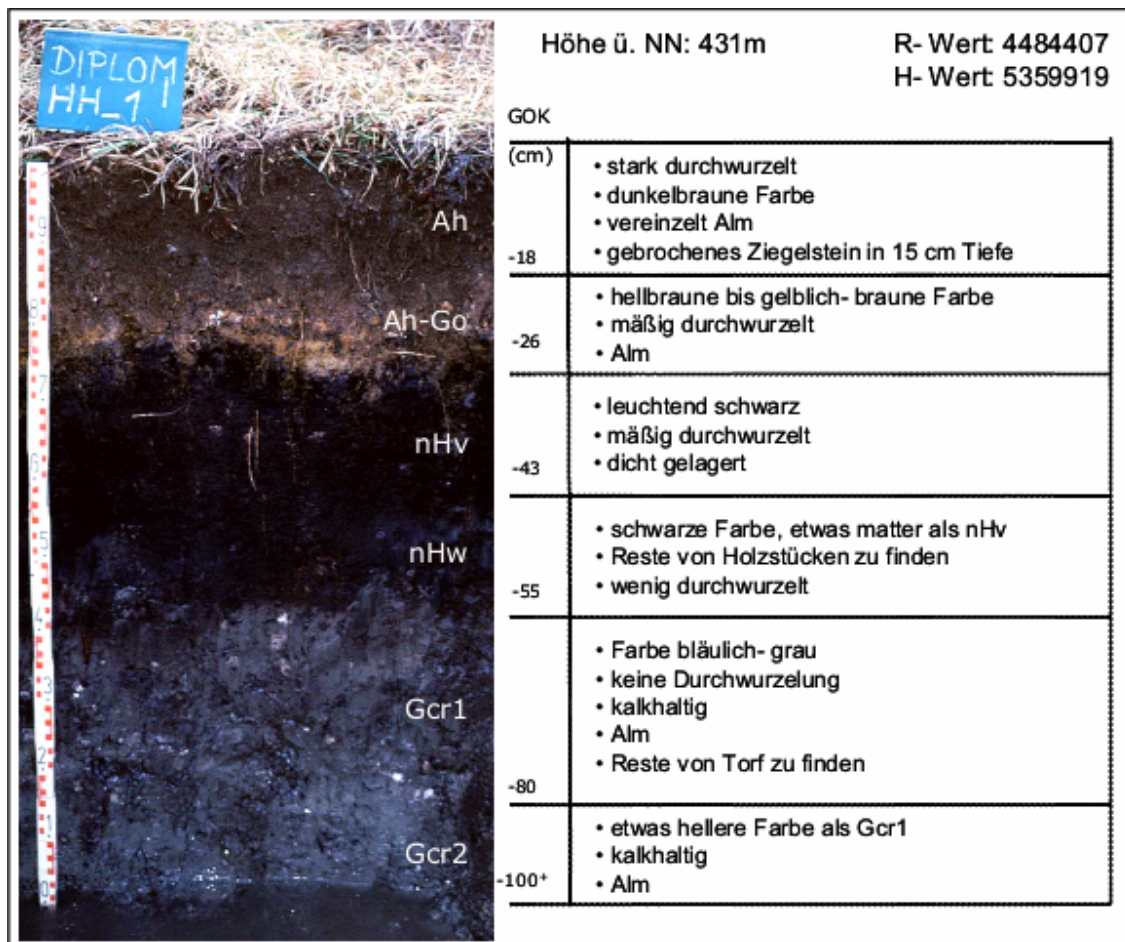 DIPLOM
HH_1
Höhe ü. NN: 431m
R- Wert: 4484407
H- Wert: 5359919
GOK
(cm)
Ah
• stark durchwurzelt
• dunkelbraune Farbe
• vereinzelt Alm
• gebrochenes Ziegelstein in 15 cm Tiefe
-18
Ah-Go
• hellbraune bis gelblich- braune Farbe
• mäßig durchwurzelt
• Alm
-26
nHv
• leuchtend schwarz
• mäßig durchwurzelt
• dicht gelagert
-43
nHw
• schwarze Farbe, etwas matter als nHv
• Reste von Holzstücken zu finden
• wenig durchwurzelt
-55
Gcr1
• Farbe bläulich- grau
• keine Durchwurzelung
• kalkhaltig
• Alm
• Reste von Torf zu finden
-80
Gcr2
• etwas hellere Farbe als Gcr1
• kalkhaltig
• Alm
-100+